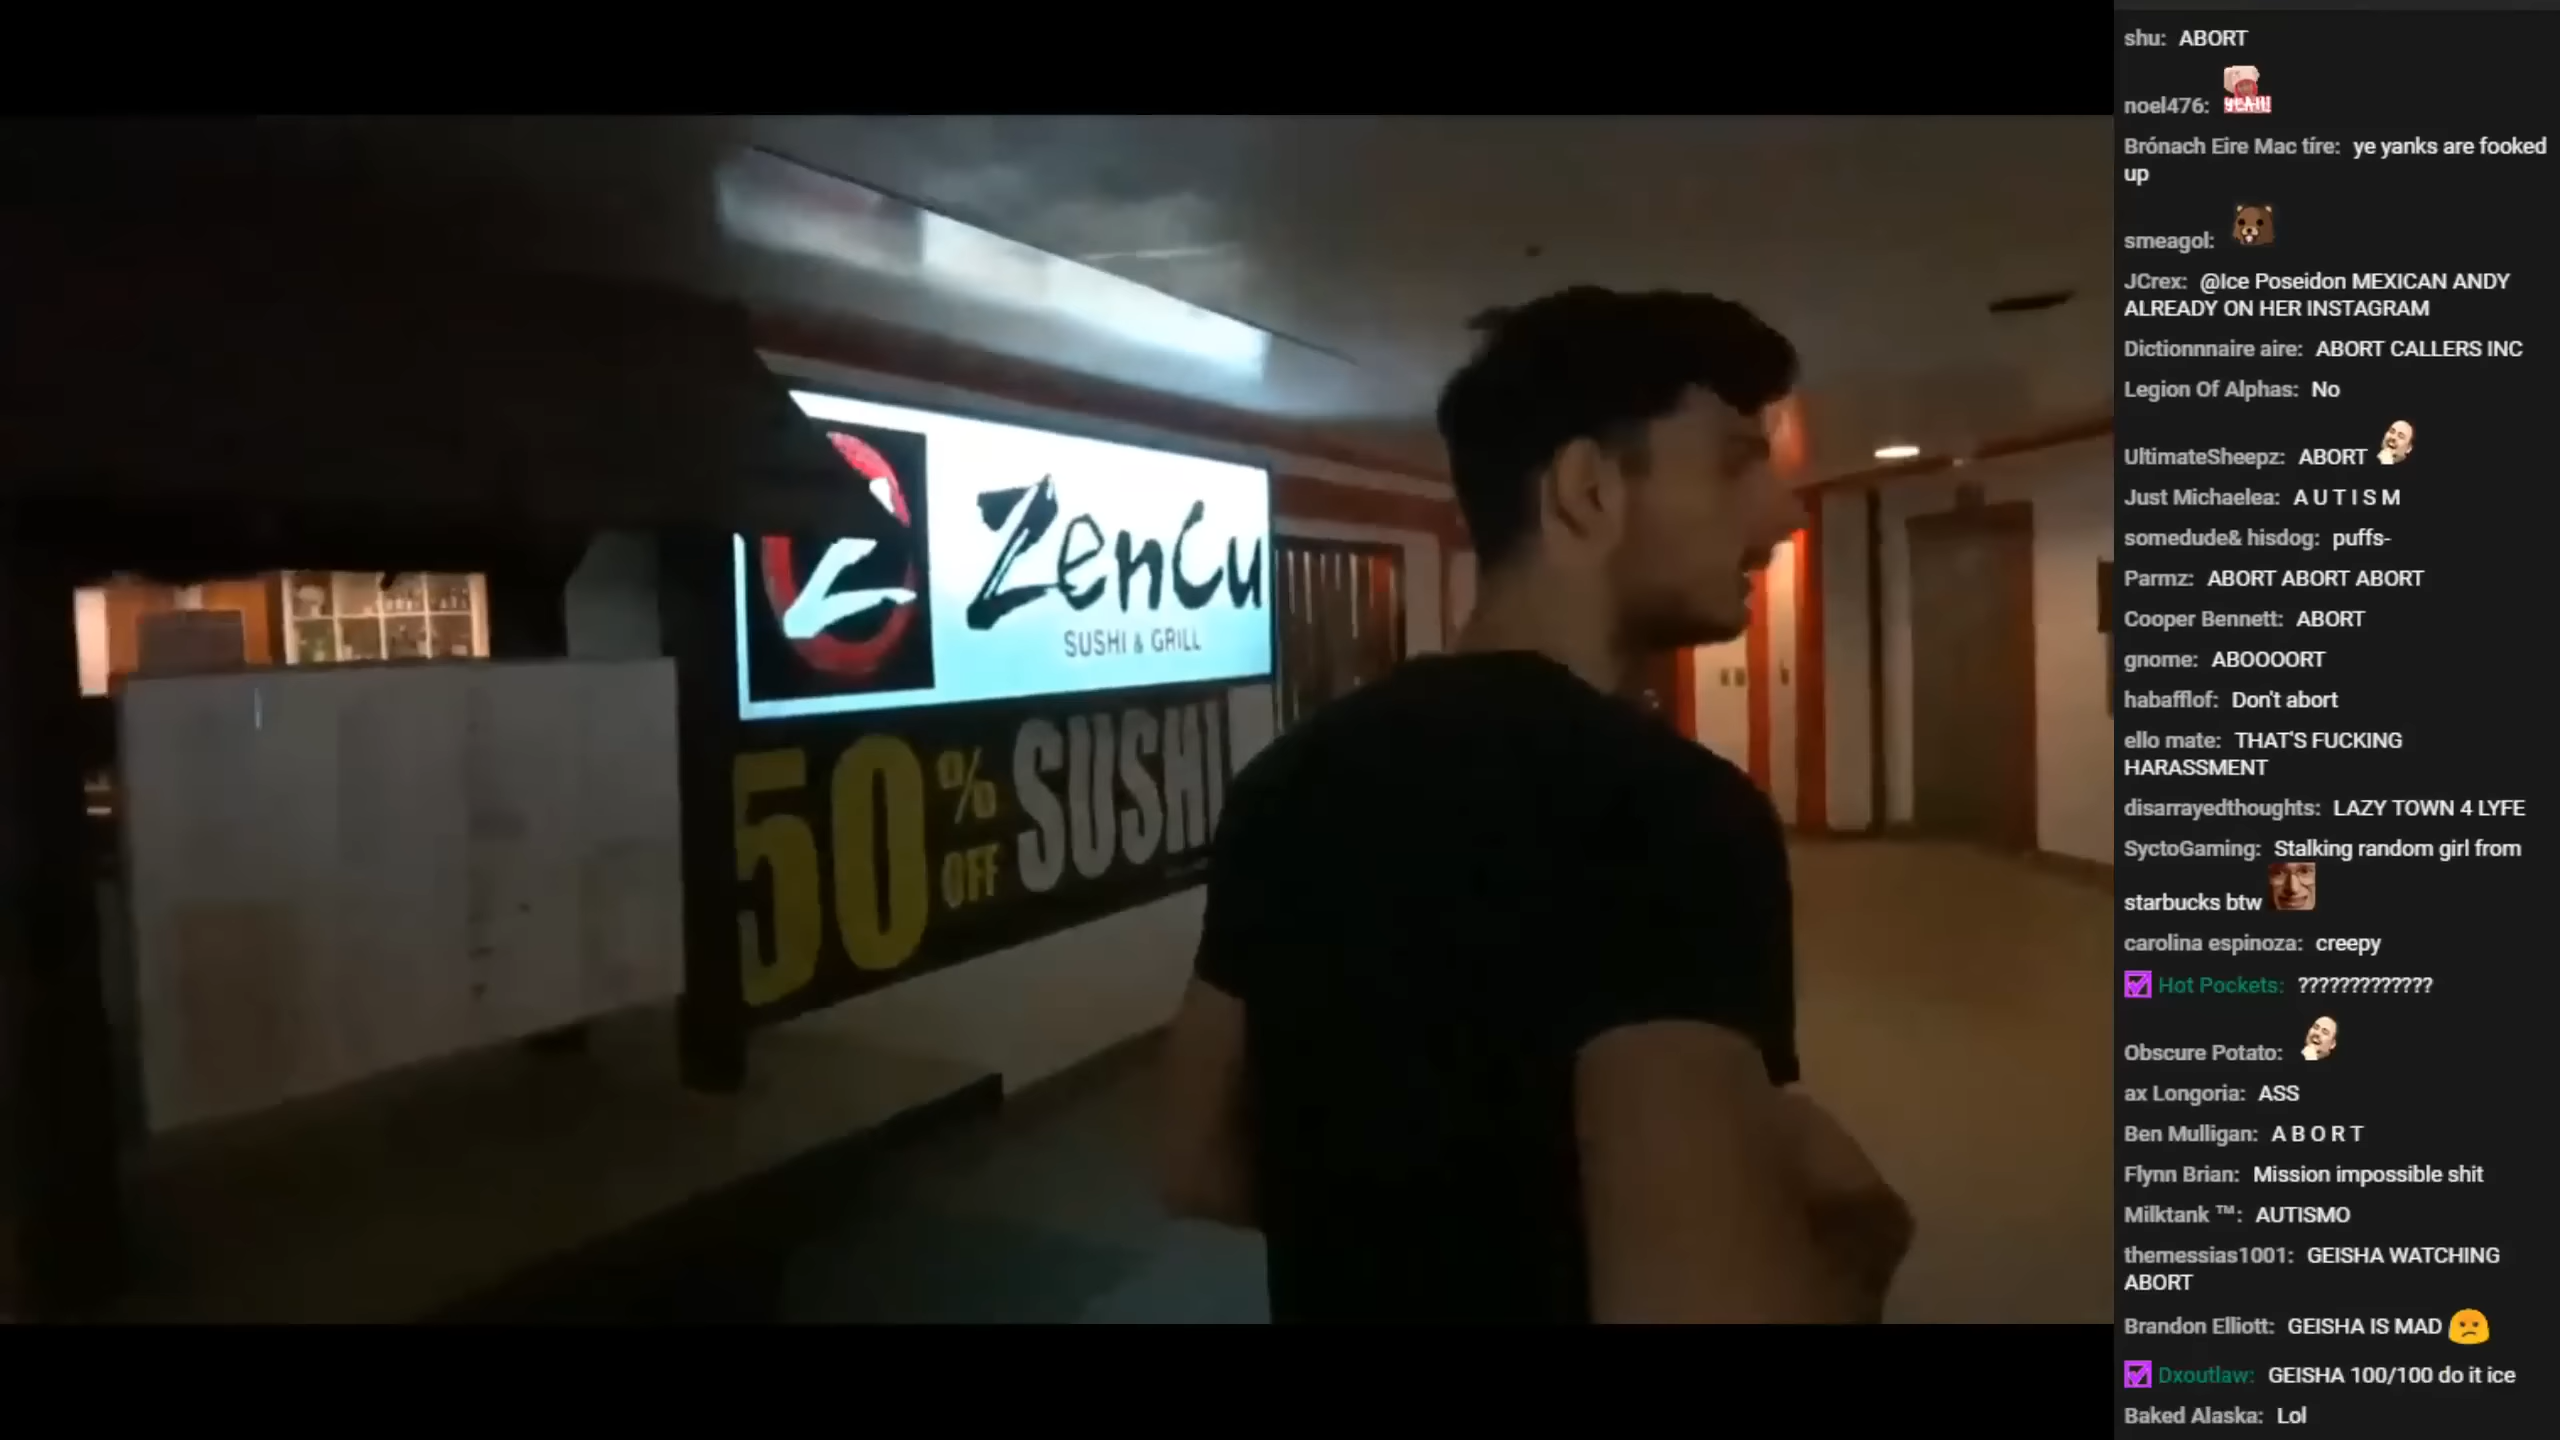 ZenCu
SUSHI & GRILL
50 % OFF SUSHI
shu: ABORT
noel476: YEAH!
Brónach Eire Mac tíre: ye yanks are fooked
up
smeagol:
JCrex: @Ice Poseidon MEXICAN ANDY
ALREADY ON HER INSTAGRAM
Dictionnnaire aire: ABORT CALLERS INC
Legion Of Alphas: No
UltimateSheepz: ABORT
Just Michaelea: A U T I S M
somedude& hisdog: puffs-
Parmz: ABORT ABORT ABORT
Cooper Bennett: ABORT
gnome: ABOOOORT
habafflof: Don't abort
ello mate: THAT'S FUCKING
HARASSMENT
disarrayedthoughts: LAZY TOWN 4 LYFE
SyctoGaming: Stalking random girl from
starbucks btw
carolina espinoza: creepy
Hot Pockets: ?????????????
Obscure Potato:
ax Longoria: ASS
Ben Mulligan: A B O R T
Flynn Brian: Mission impossible shit
Milktank ™: AUTISMO
themessias1001: GEISHA WATCHING
ABORT
Brandon Elliott: GEISHA IS MAD
Dxoutlaw: GEISHA 100/100 do it ice
Baked Alaska: Lol